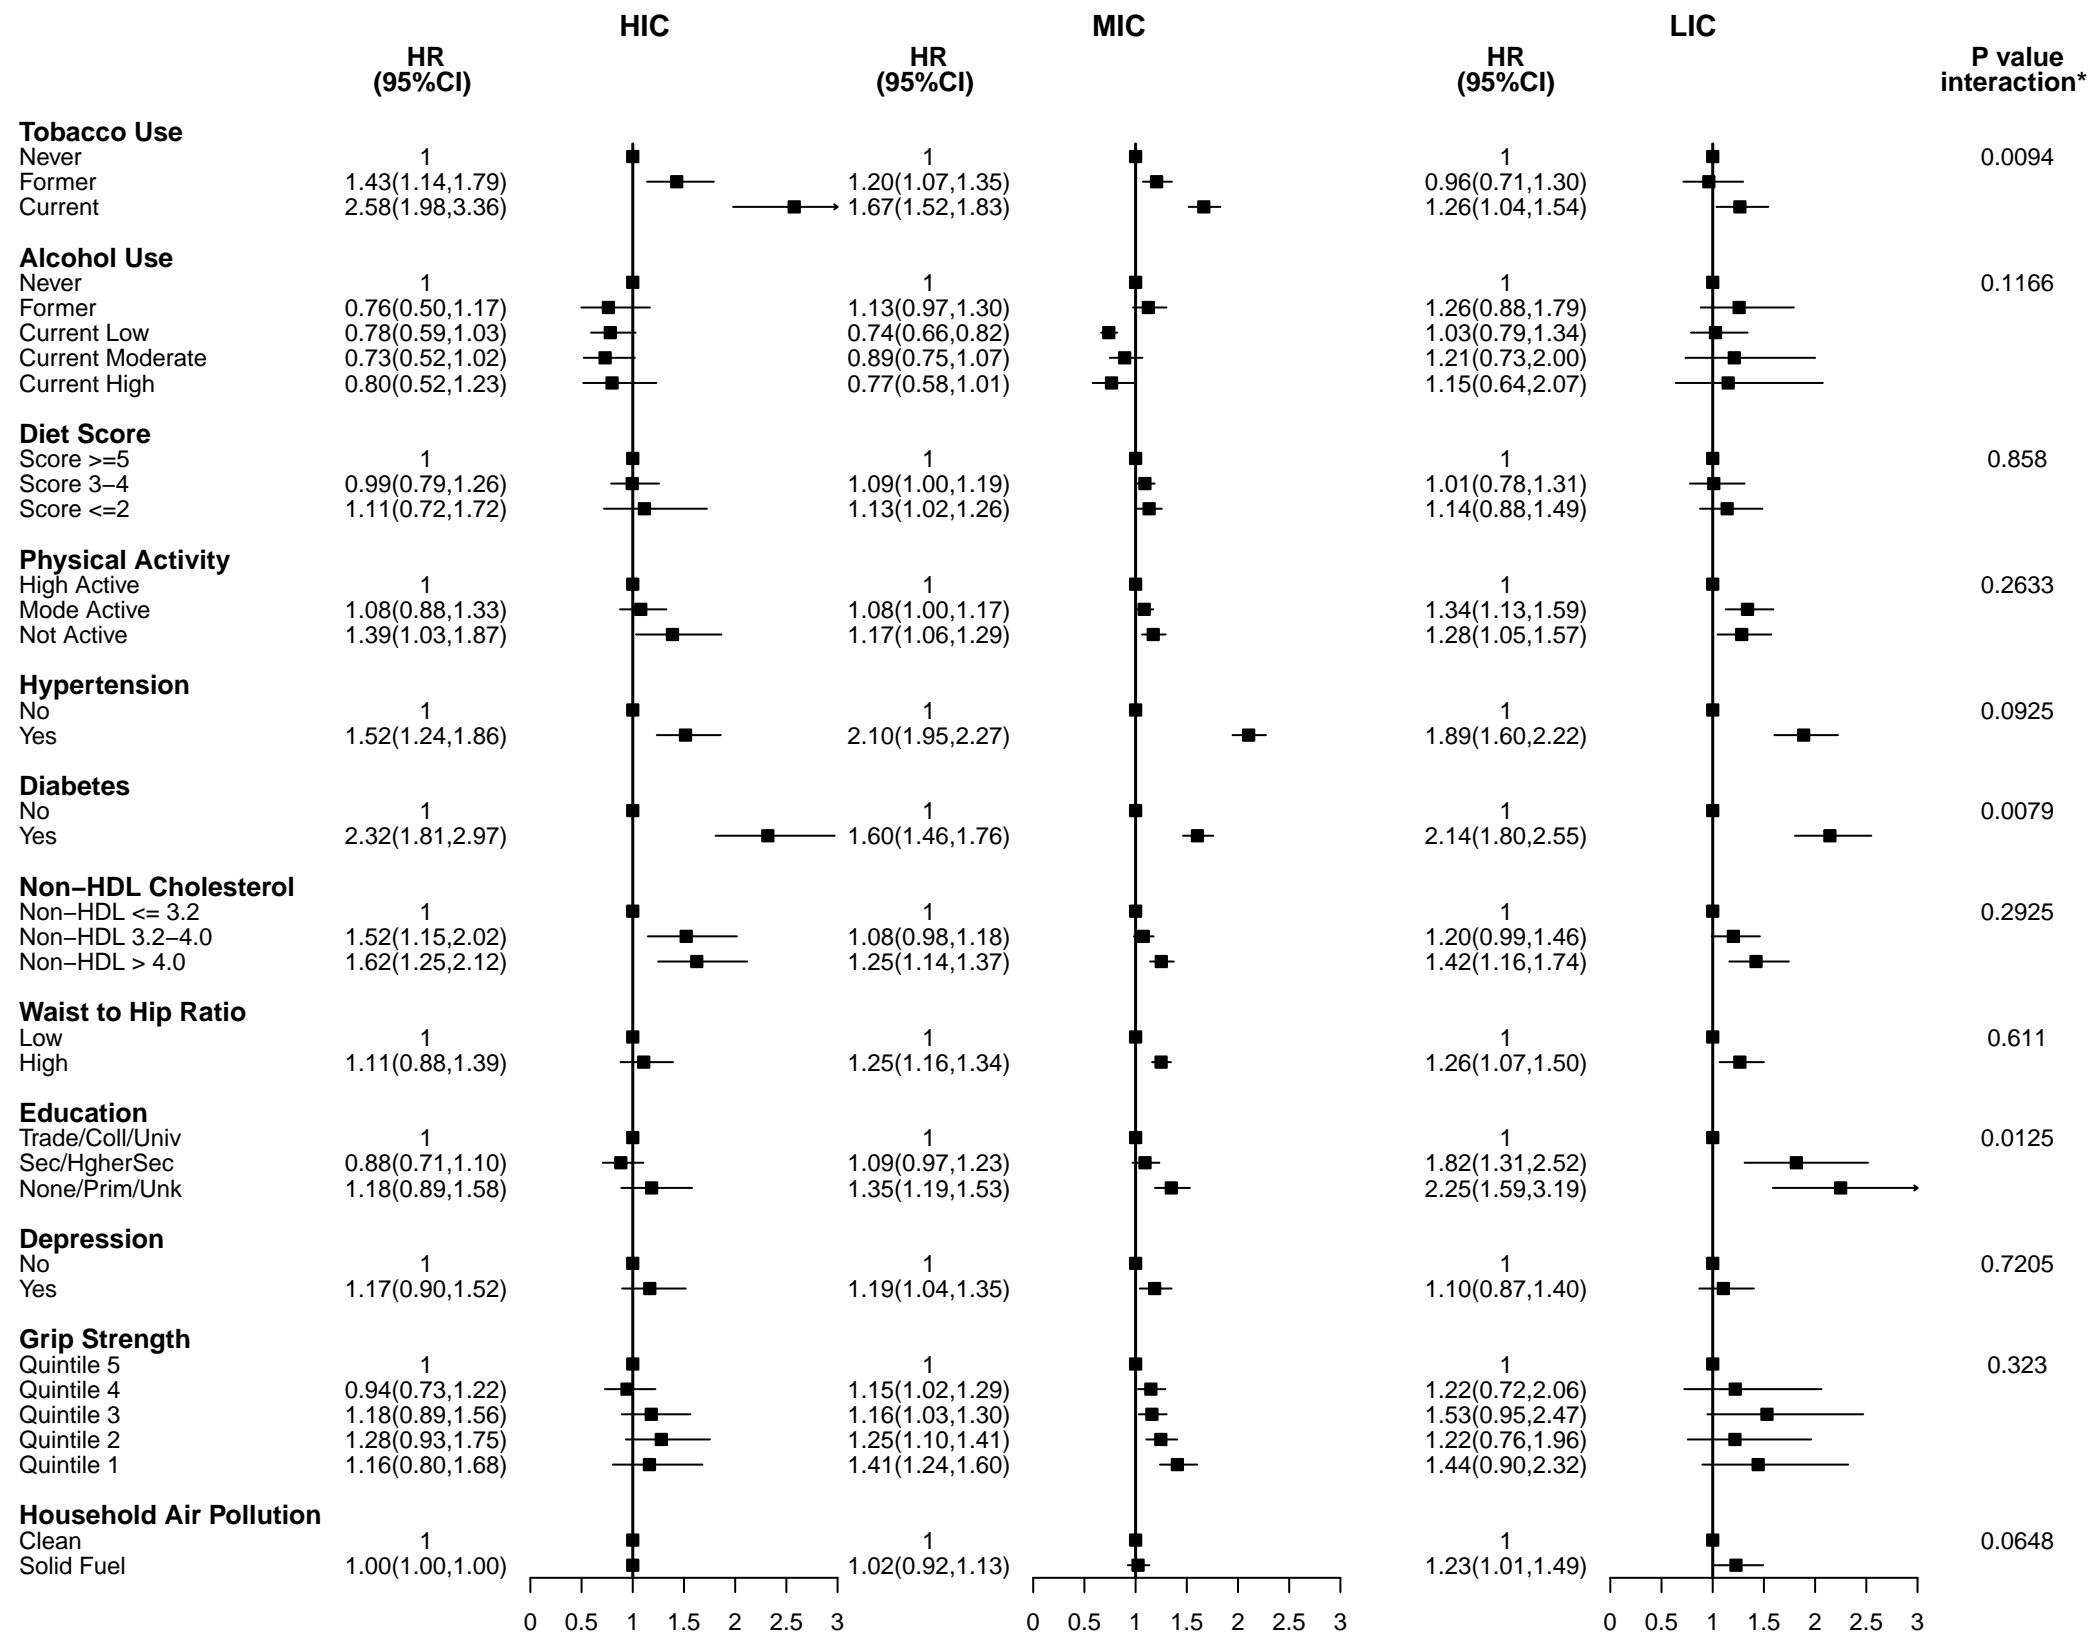 HIC MIC LIC
HR HR HR P value
(95%CI) (95%CI) (95%CI) interaction*
Tobacco Use
Never 1 1 1 0.0094
Former 1.43(1.14,1.79) 1.20(1.07,1.35) 0.96(0.71,1.30)
Current 2.58(1.98,3.36) 1.67(1.52,1.83) 1.26(1.04,1.54)
Alcohol Use
Never 1 1 1 0.1166
Former 0.76(0.50,1.17) 1.13(0.97,1.30) 1.26(0.88,1.79)
Current Low 0.78(0.59,1.03) 0.74(0.66,0.82) 1.03(0.79,1.34)
Current Moderate 0.73(0.52,1.02) 0.89(0.75,1.07) 1.21(0.73,2.00)
Current High 0.80(0.52,1.23) 0.77(0.58,1.01) 1.15(0.64,2.07)
Diet Score
Score >=5 1 1 1 0.858
Score 3−4 0.99(0.79,1.26) 1.09(1.00,1.19) 1.01(0.78,1.31)
Score <=2 1.11(0.72,1.72) 1.13(1.02,1.26) 1.14(0.88,1.49)
Physical Activity
High Active 1 1 1 0.2633
Mode Active 1.08(0.88,1.33) 1.08(1.00,1.17) 1.34(1.13,1.59)
Not Active 1.39(1.03,1.87) 1.17(1.06,1.29) 1.28(1.05,1.57)
Hypertension
No 1 1 1 0.0925
Yes 1.52(1.24,1.86) 2.10(1.95,2.27) 1.89(1.60,2.22)
Diabetes
No 1 1 1 0.0079
Yes 2.32(1.81,2.97) 1.60(1.46,1.76) 2.14(1.80,2.55)
Non−HDL Cholesterol
Non−HDL <= 3.2 1 1 1 0.2925
Non−HDL 3.2−4.0 1.52(1.15,2.02) 1.08(0.98,1.18) 1.20(0.99,1.46)
Non−HDL > 4.0 1.62(1.25,2.12) 1.25(1.14,1.37) 1.42(1.16,1.74)
Waist to Hip Ratio
Low 1 1 1 0.611
High 1.11(0.88,1.39) 1.25(1.16,1.34) 1.26(1.07,1.50)
Education
Trade/Coll/Univ 1 1 1 0.0125
Sec/HgherSec 0.88(0.71,1.10) 1.09(0.97,1.23) 1.82(1.31,2.52)
None/Prim/Unk 1.18(0.89,1.58) 1.35(1.19,1.53) 2.25(1.59,3.19)
Depression
No 1 1 1 0.7205
Yes 1.17(0.90,1.52) 1.19(1.04,1.35) 1.10(0.87,1.40)
Grip Strength
Quintile 5 1 1 1 0.323
Quintile 4 0.94(0.73,1.22) 1.15(1.02,1.29) 1.22(0.72,2.06)
Quintile 3 1.18(0.89,1.56) 1.16(1.03,1.30) 1.53(0.95,2.47)
Quintile 2 1.28(0.93,1.75) 1.25(1.10,1.41) 1.22(0.76,1.96)
Quintile 1 1.16(0.80,1.68) 1.41(1.24,1.60) 1.44(0.90,2.32)
Household Air Pollution
Clean 1 1 1 0.0648
Solid Fuel 1.00(1.00,1.00) 1.02(0.92,1.13) 1.23(1.01,1.49)
0 0.5 1 1.5 2 2.5 3 0 0.5 1 1.5 2 2.5 3 0 0.5 1 1.5 2 2.5 3